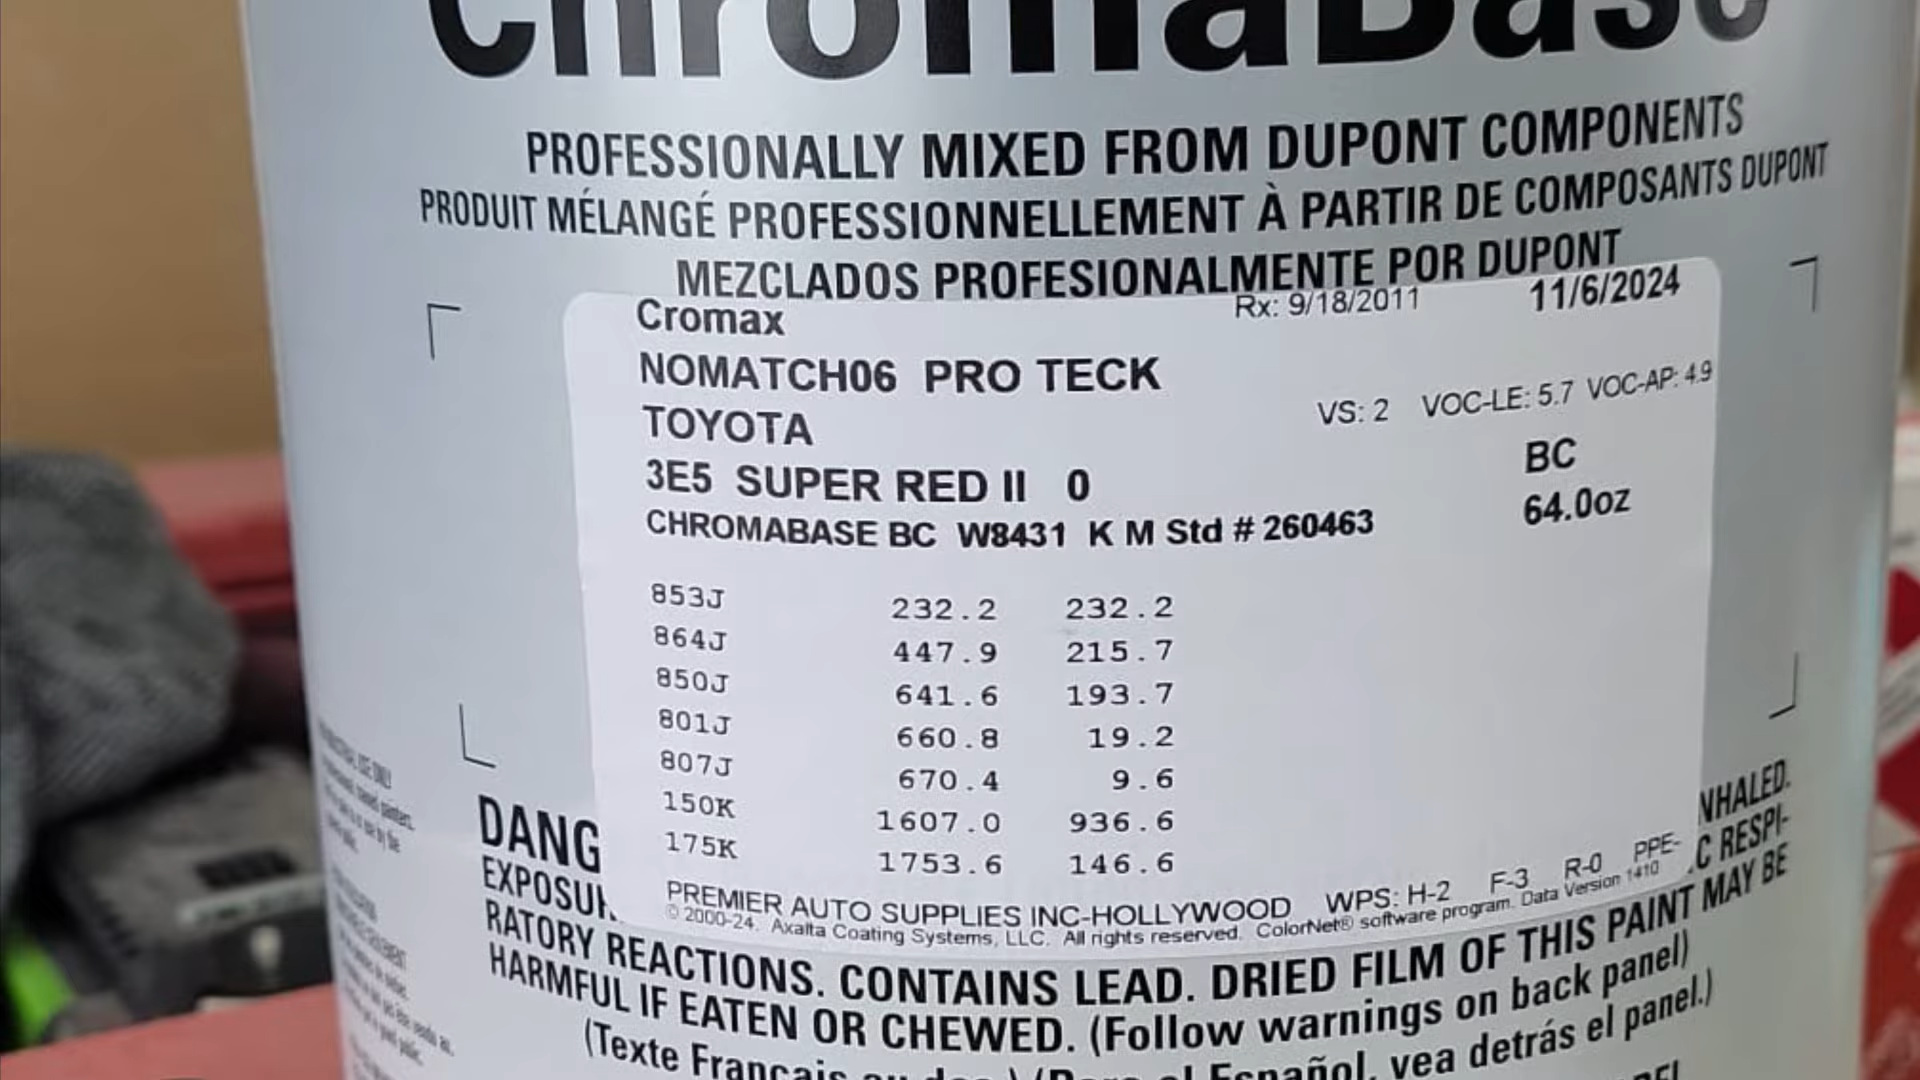 ChromaBase
PROFESSIONALLY MIXED FROM DUPONT COMPONENTS
PRODUIT MÉLANGÉ PROFESSIONNELLEMENT À PARTIR DE COMPOSANTS DUPONT
MEZCLADOS PROFESIONALMENTE POR DUPONT
Cromax Rx: 9/18/2011 11/6/2024
NOMATCH06 PRO TECK
VS: 2 VOC-LE: 5.7 VOC-AP: 4.9
TOYOTA
3E5 SUPER RED II 0 BC
CHROMABASE BC W8431 K M Std # 260463 64.0oz
853J 232.2 232.2
864J 447.9 215.7
850J 641.6 193.7
801J 660.8 19.2
807J 670.4 9.6
150K 1607.0 936.6
175K 1753.6 146.6
PREMIER AUTO SUPPLIES INC-HOLLYWOOD WPS: H-2 F-3 R-0 PPE-
© 2000-24. Axalta Coating Systems, LLC. All rights reserved. ColorNet® software program. Data Version 1410
DANG NHALED.
EXPOSU C RESPI-
RATORY REACTIONS. CONTAINS LEAD. DRIED FILM OF THIS PAINT MAY BE
HARMFUL IF EATEN OR CHEWED. (Follow warnings on back panel)
(Texte Français au dos.) (Para el Español, vea detrás el panel.)